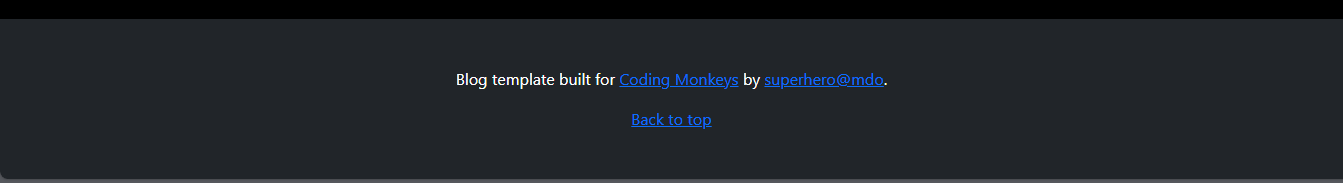 Blog template built for Coding Monkeys by superhero@mdo.
Back to top